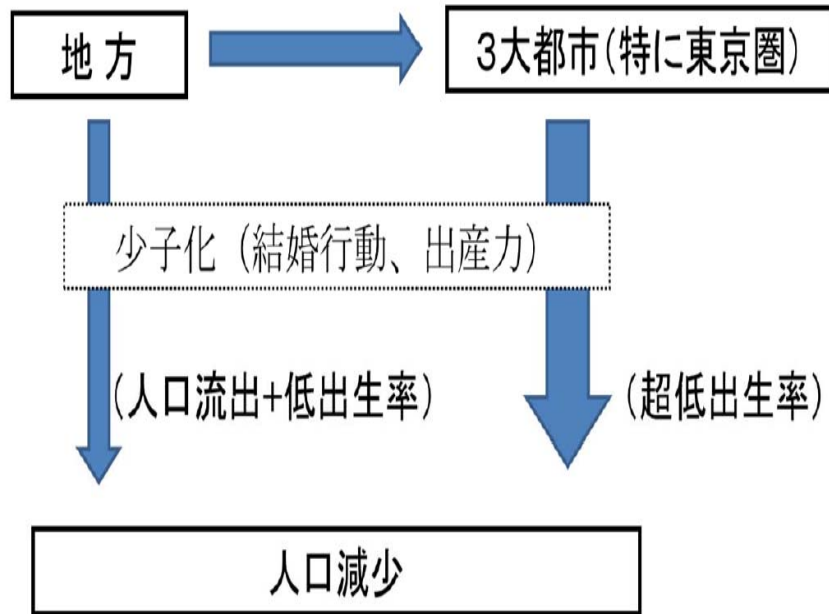 地方
3大都市(特に東京圏)
少子化（結婚行動、出産力）
(人口流出+低出生率)
(超低出生率)
人口減少